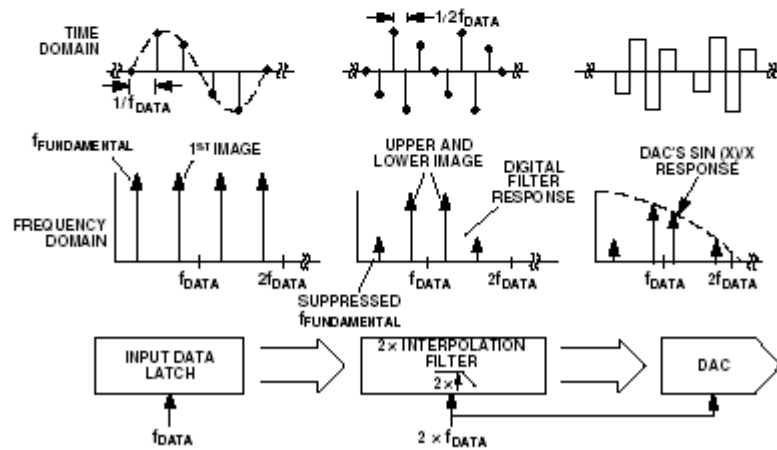 TIME
DOMAIN
1/fDATA
1/2fDATA
fFUNDAMENTAL
1ST IMAGE
UPPER AND
LOWER IMAGE
DIGITAL
FILTER
RESPONSE
DAC'S SIN (X)/X
RESPONSE
FREQUENCY
DOMAIN
fDATA
2fDATA
fDATA
2fDATA
fDATA
2fDATA
SUPPRESSED
fFUNDAMENTAL
INPUT DATA
LATCH
2× INTERPOLATION
FILTER
2×
DAC
fDATA
2 × fDATA